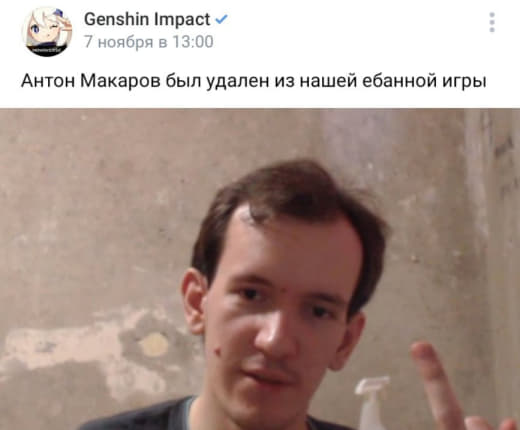 Genshin Impact
7 ноября в 13:00
Антон Макаров был удален из нашей ебанной игры